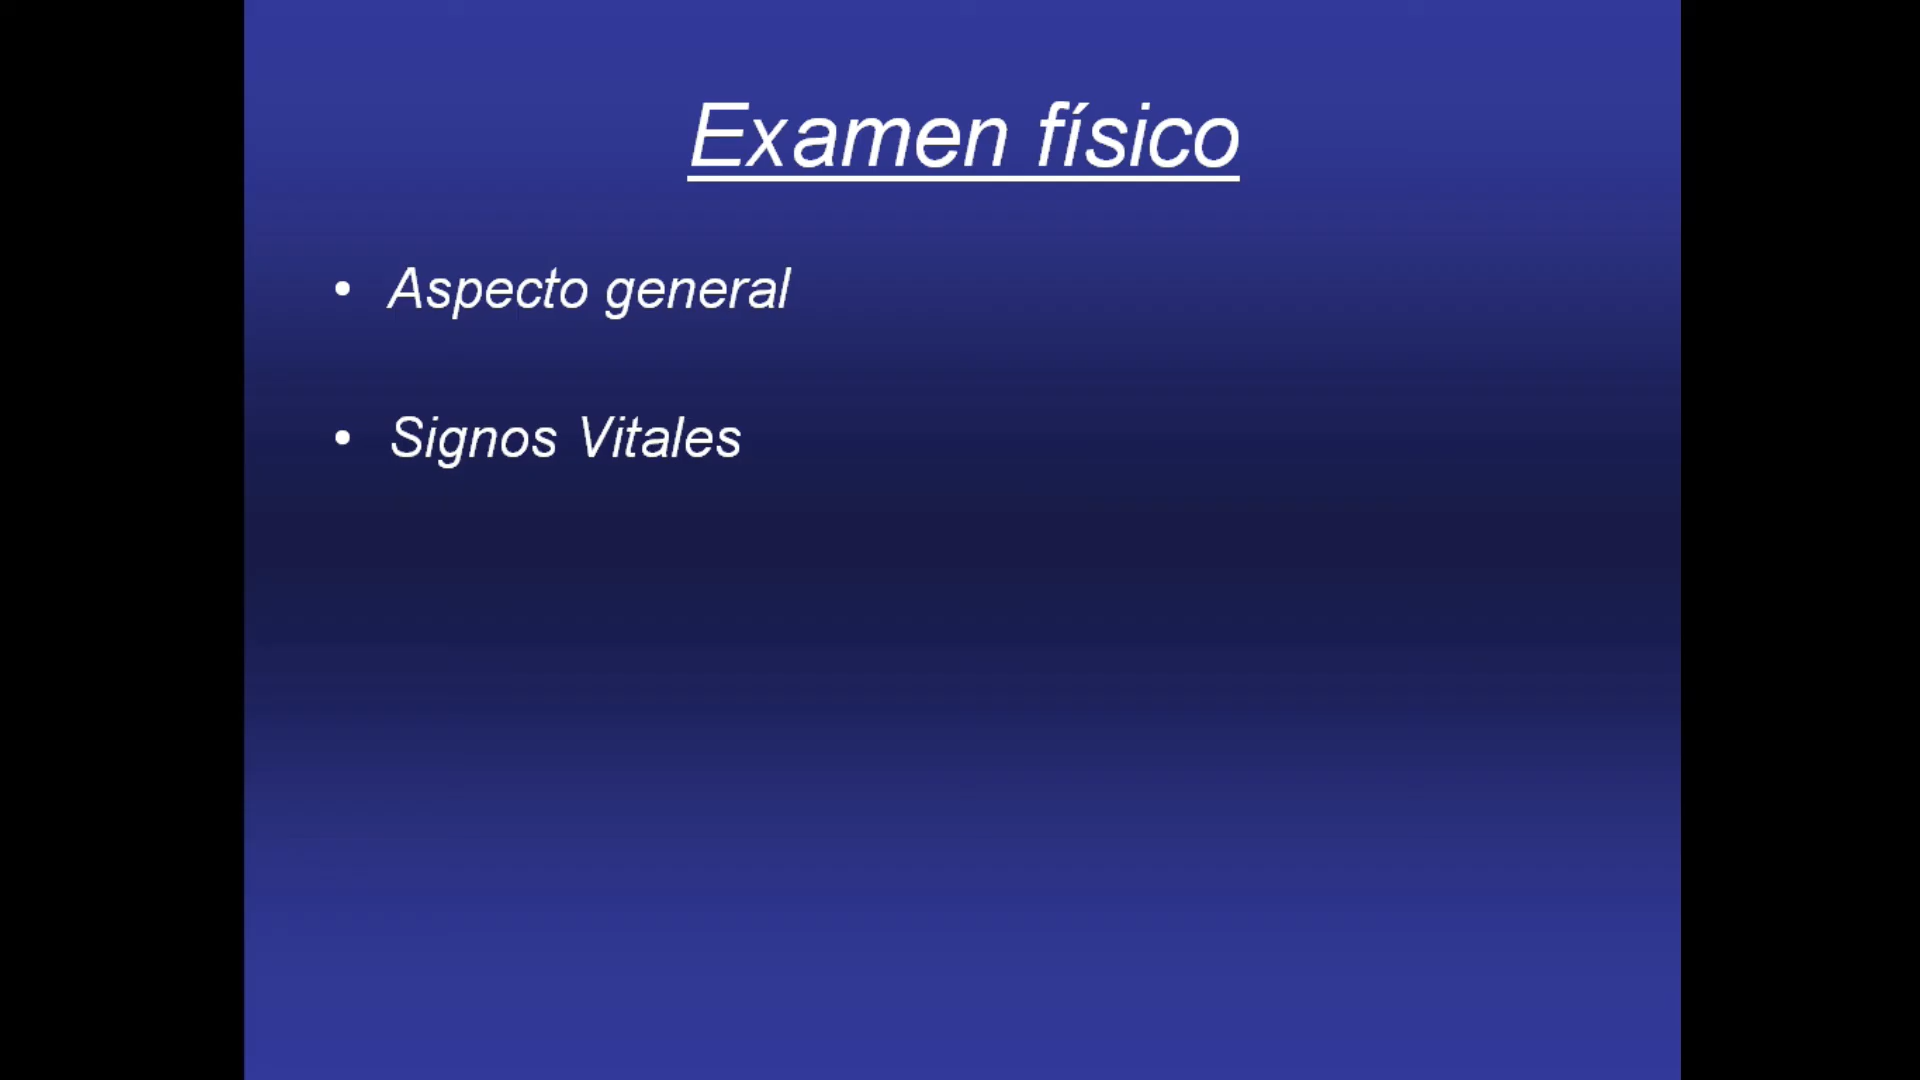 Examen físico
• Aspecto general
• Signos Vitales